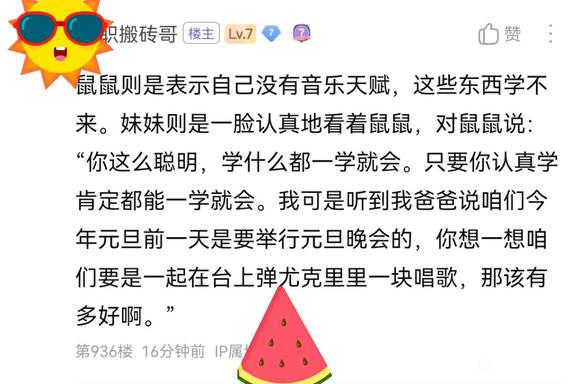 职搬砖哥 楼主 Lv.7 7 7 赞
鼠鼠则是表示自己没有音乐天赋，这些东西学不
来。妹妹则是一脸认真地看着鼠鼠，对鼠鼠说：
“你这么聪明，学什么都一学就会。只要你认真学
肯定都能一学就会。我可是听到我爸爸说咱们今
年元旦前一天是要举行元旦晚会的，你想一想咱
们要是一起在台上弹尤克里里一块唱歌，那该有
多好啊。”
第936楼 16分钟前 IP属